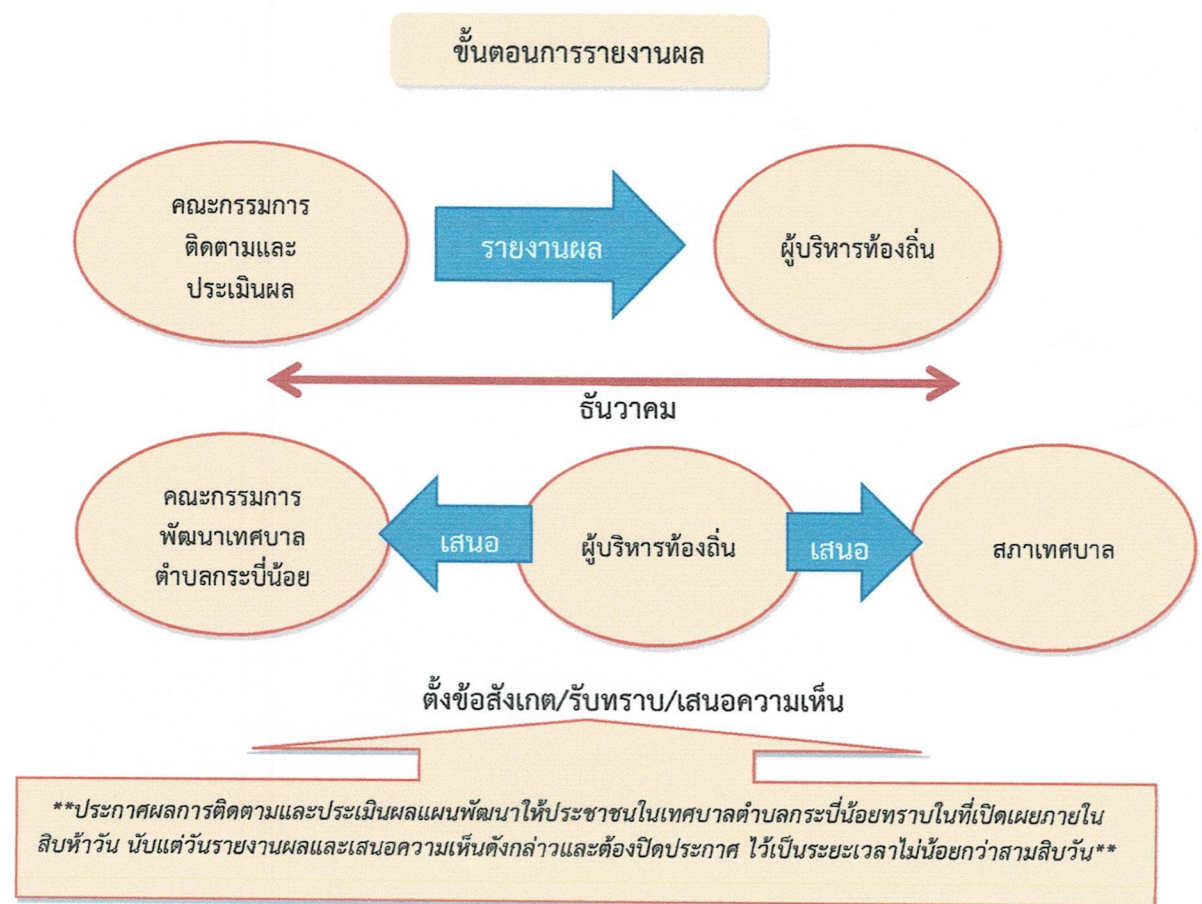 ขั้นตอนการรายงานผล
คณะกรรมการ
ติดตามและ
ประเมินผล
รายงานผล
ผู้บริหารท้องถิ่น
ธันวาคม
คณะกรรมการ
พัฒนาเทศบาล
ตำบลกระบี่น้อย
เสนอ
ผู้บริหารท้องถิ่น
เสนอ
สภาเทศบาล
ตั้งข้อสังเกต/รับทราบ/เสนอความเห็น
**ประกาศผลการติดตามและประเมินผลแผนพัฒนาให้ประชาชนในเทศบาลตำบลกระบี่น้อยทราบในที่เปิดเผยภายใน
สิบห้าวัน นับแต่วันรายงานผลและเสนอความเห็นดังกล่าวและต้องปิดประกาศ ไว้เป็นระยะเวลาไม่น้อยกว่าสามสิบวัน**